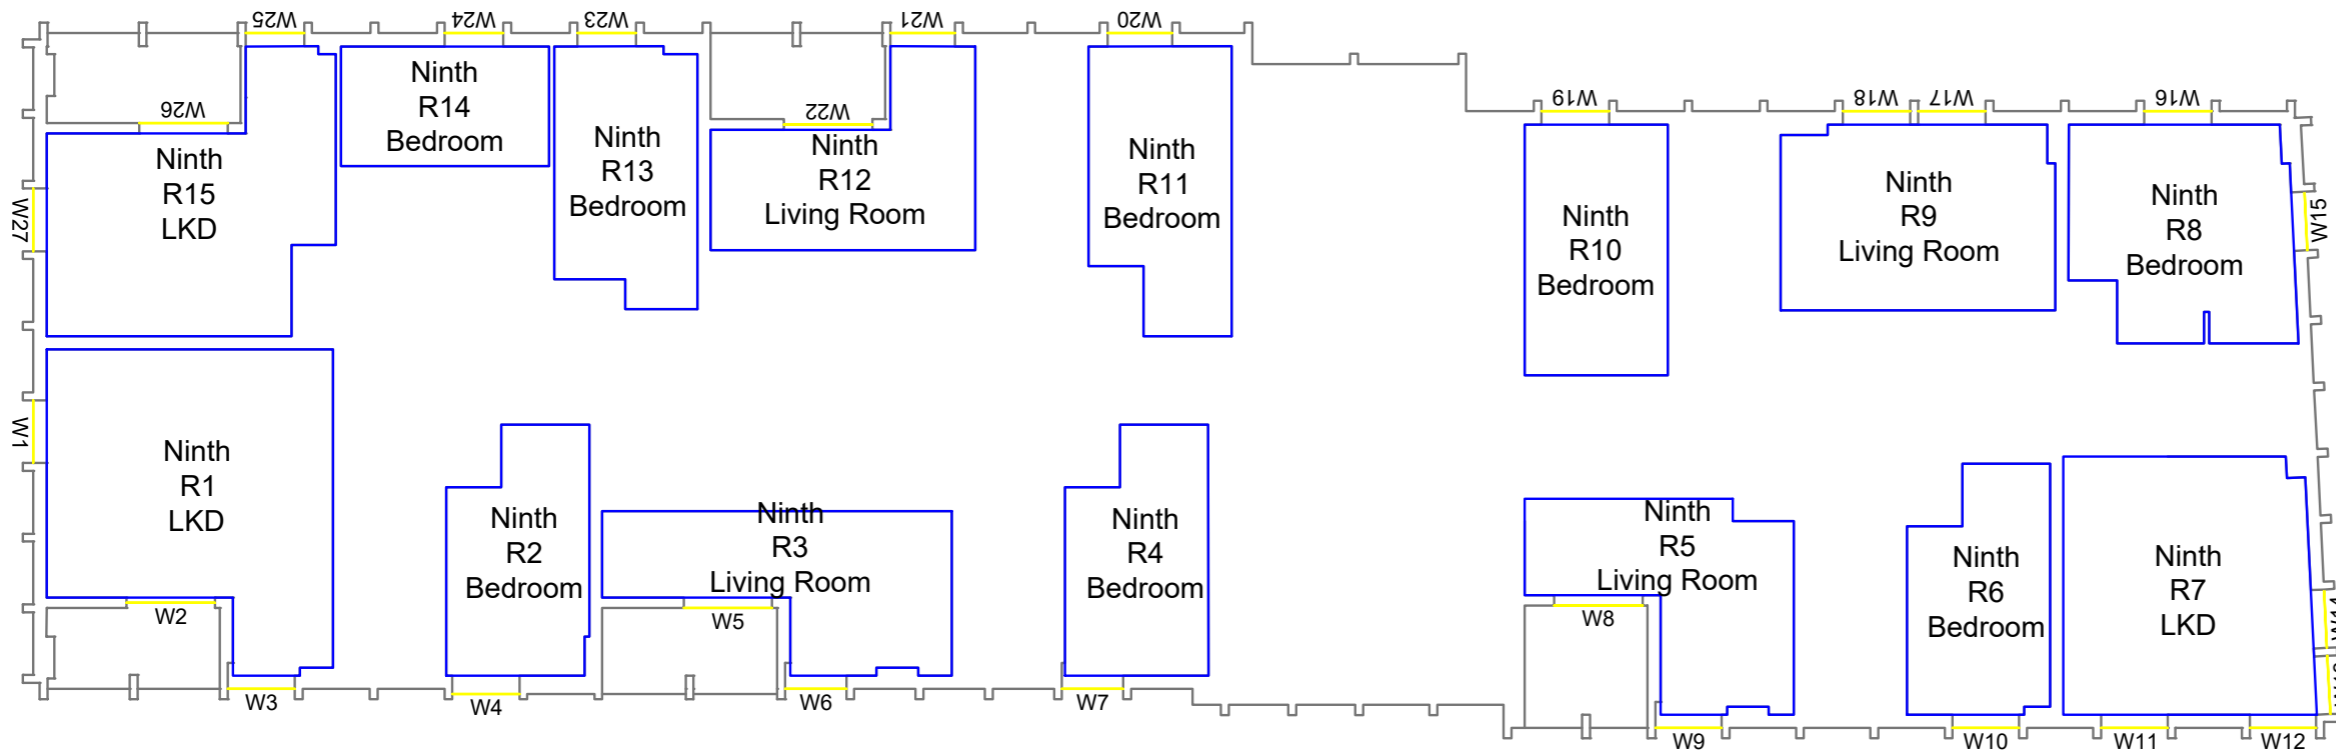 W25
W24
W23
W21
W20
W26
W22
W19
W18
W17
W16
W27
W15
Ninth
R15
LKD
Ninth
R14
Bedroom
Ninth
R13
Bedroom
Ninth
R12
Living Room
Ninth
R11
Bedroom
Ninth
R10
Bedroom
Ninth
R9
Living Room
Ninth
R8
Bedroom
W1
Ninth
R1
LKD
Ninth
R2
Bedroom
Ninth
R3
Living Room
Ninth
R4
Bedroom
Ninth
R5
Living Room
Ninth
R6
Bedroom
Ninth
R7
LKD
W2
W5
W8
W14
W3
W4
W6
W7
W9
W10
W11
W12